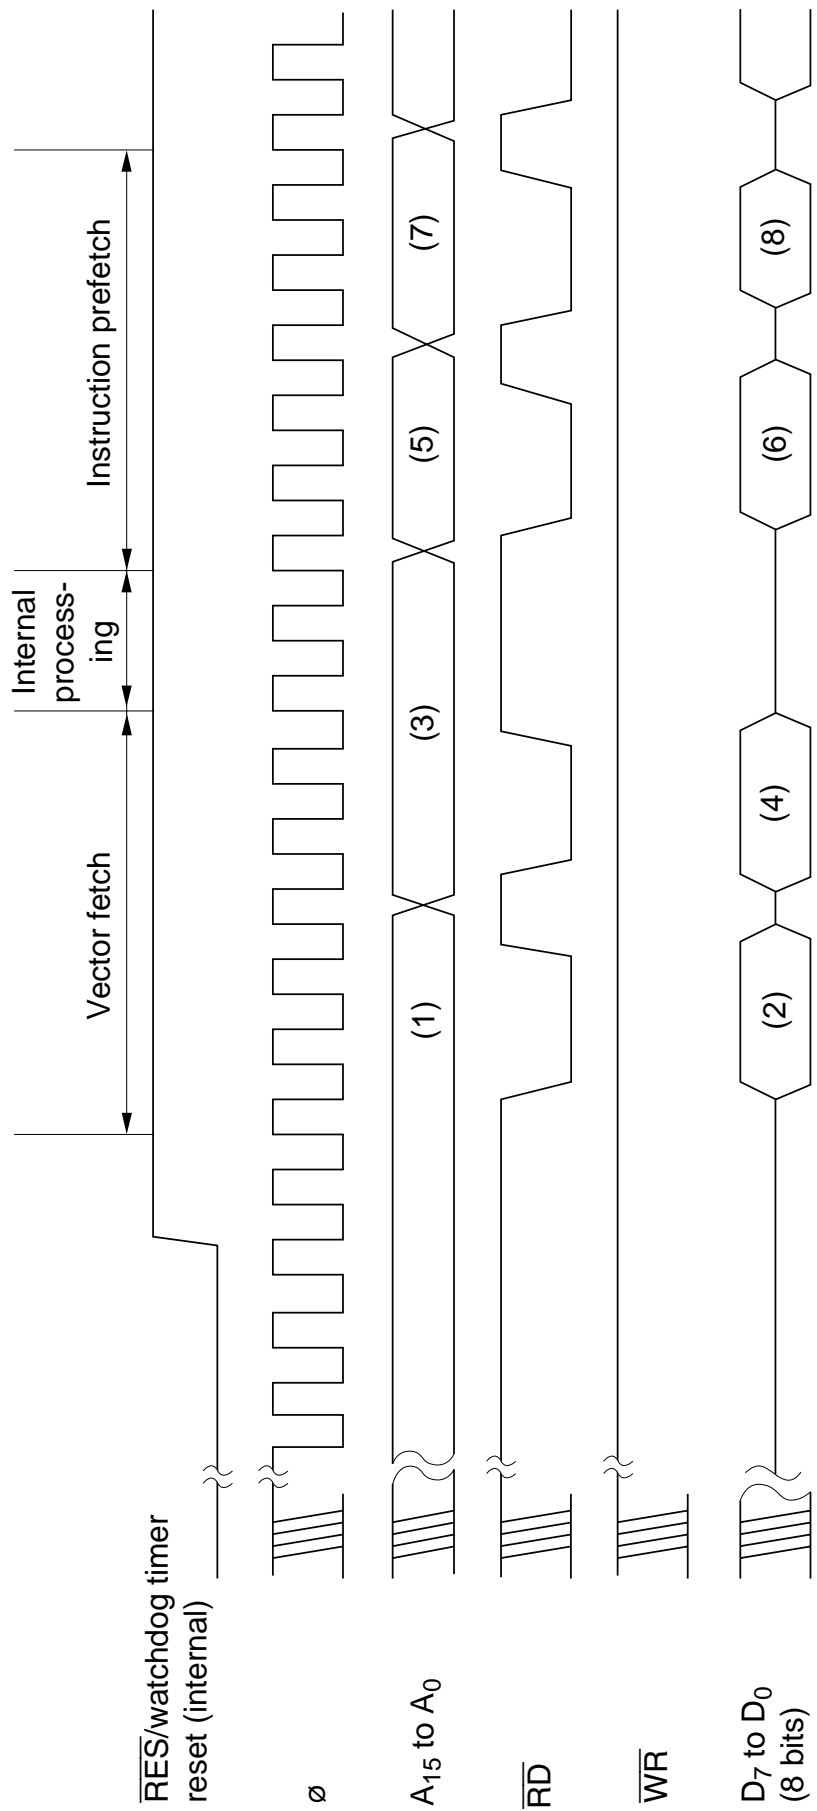 Vector fetch
Internal
process-
ing
Instruction prefetch
RES/watchdog timer
reset (internal)
ø
A15 to A0
(1)
(3)
(5)
(7)
RD
WR
D7 to D0
(8 bits)
(2)
(4)
(6)
(8)